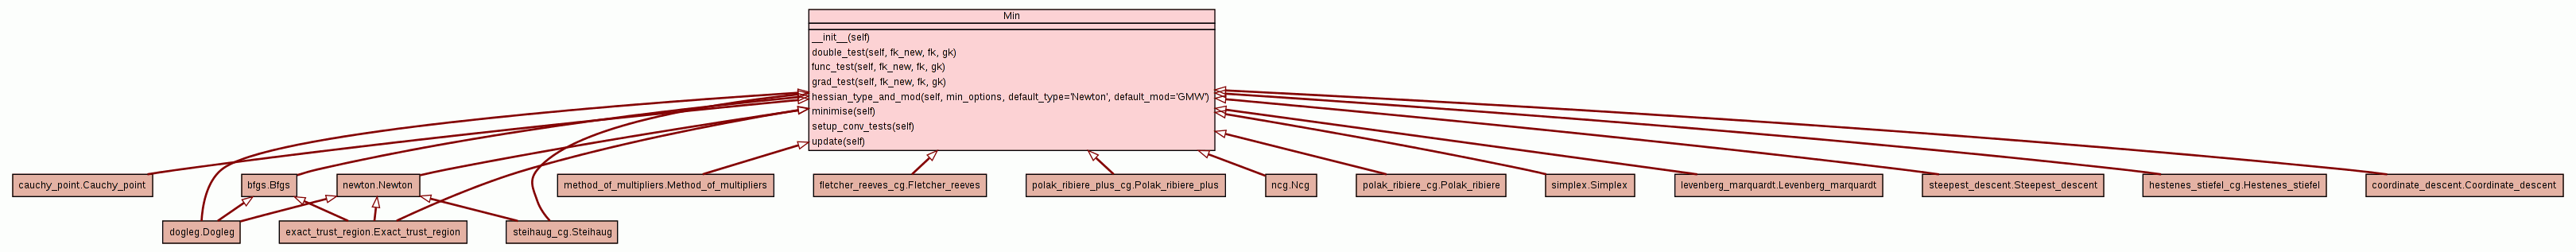 Min
__init__(self)
double_test(self, fk_new, fk, gk)
func_test(self, fk_new, fk, gk)
grad_test(self, fk_new, fk, gk)
hessian_type_and_mod(self, min_options, default_type='Newton', default_mod='GMW')
minimise(self)
setup_conv_tests(self)
update(self)
cauchy_point.Cauchy_point
bfgs.Bfgs
newton.Newton
method_of_multipliers.Method_of_multipliers
fletcher_reeves_cg.Fletcher_reeves
polak_ribiere_plus_cg.Polak_ribiere_plus
ncg.Ncg
polak_ribiere_cg.Polak_ribiere
simplex.Simplex
levenberg_marquardt.Levenberg_marquardt
steepest_descent.Steepest_descent
hestenes_stiefel_cg.Hestenes_stiefel
coordinate_descent.Coordinate_descent
dogleg.Dogleg
exact_trust_region.Exact_trust_region
steihaug_cg.Steihaug